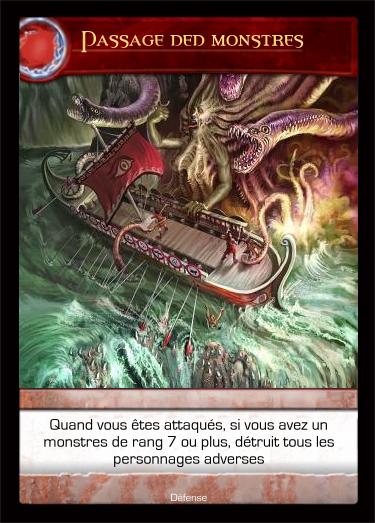 Passage ded monstres
Quand vous êtes attaqués, si vous avez un
monstres de rang 7 ou plus, détruit tous les
personnages adverses
Défense